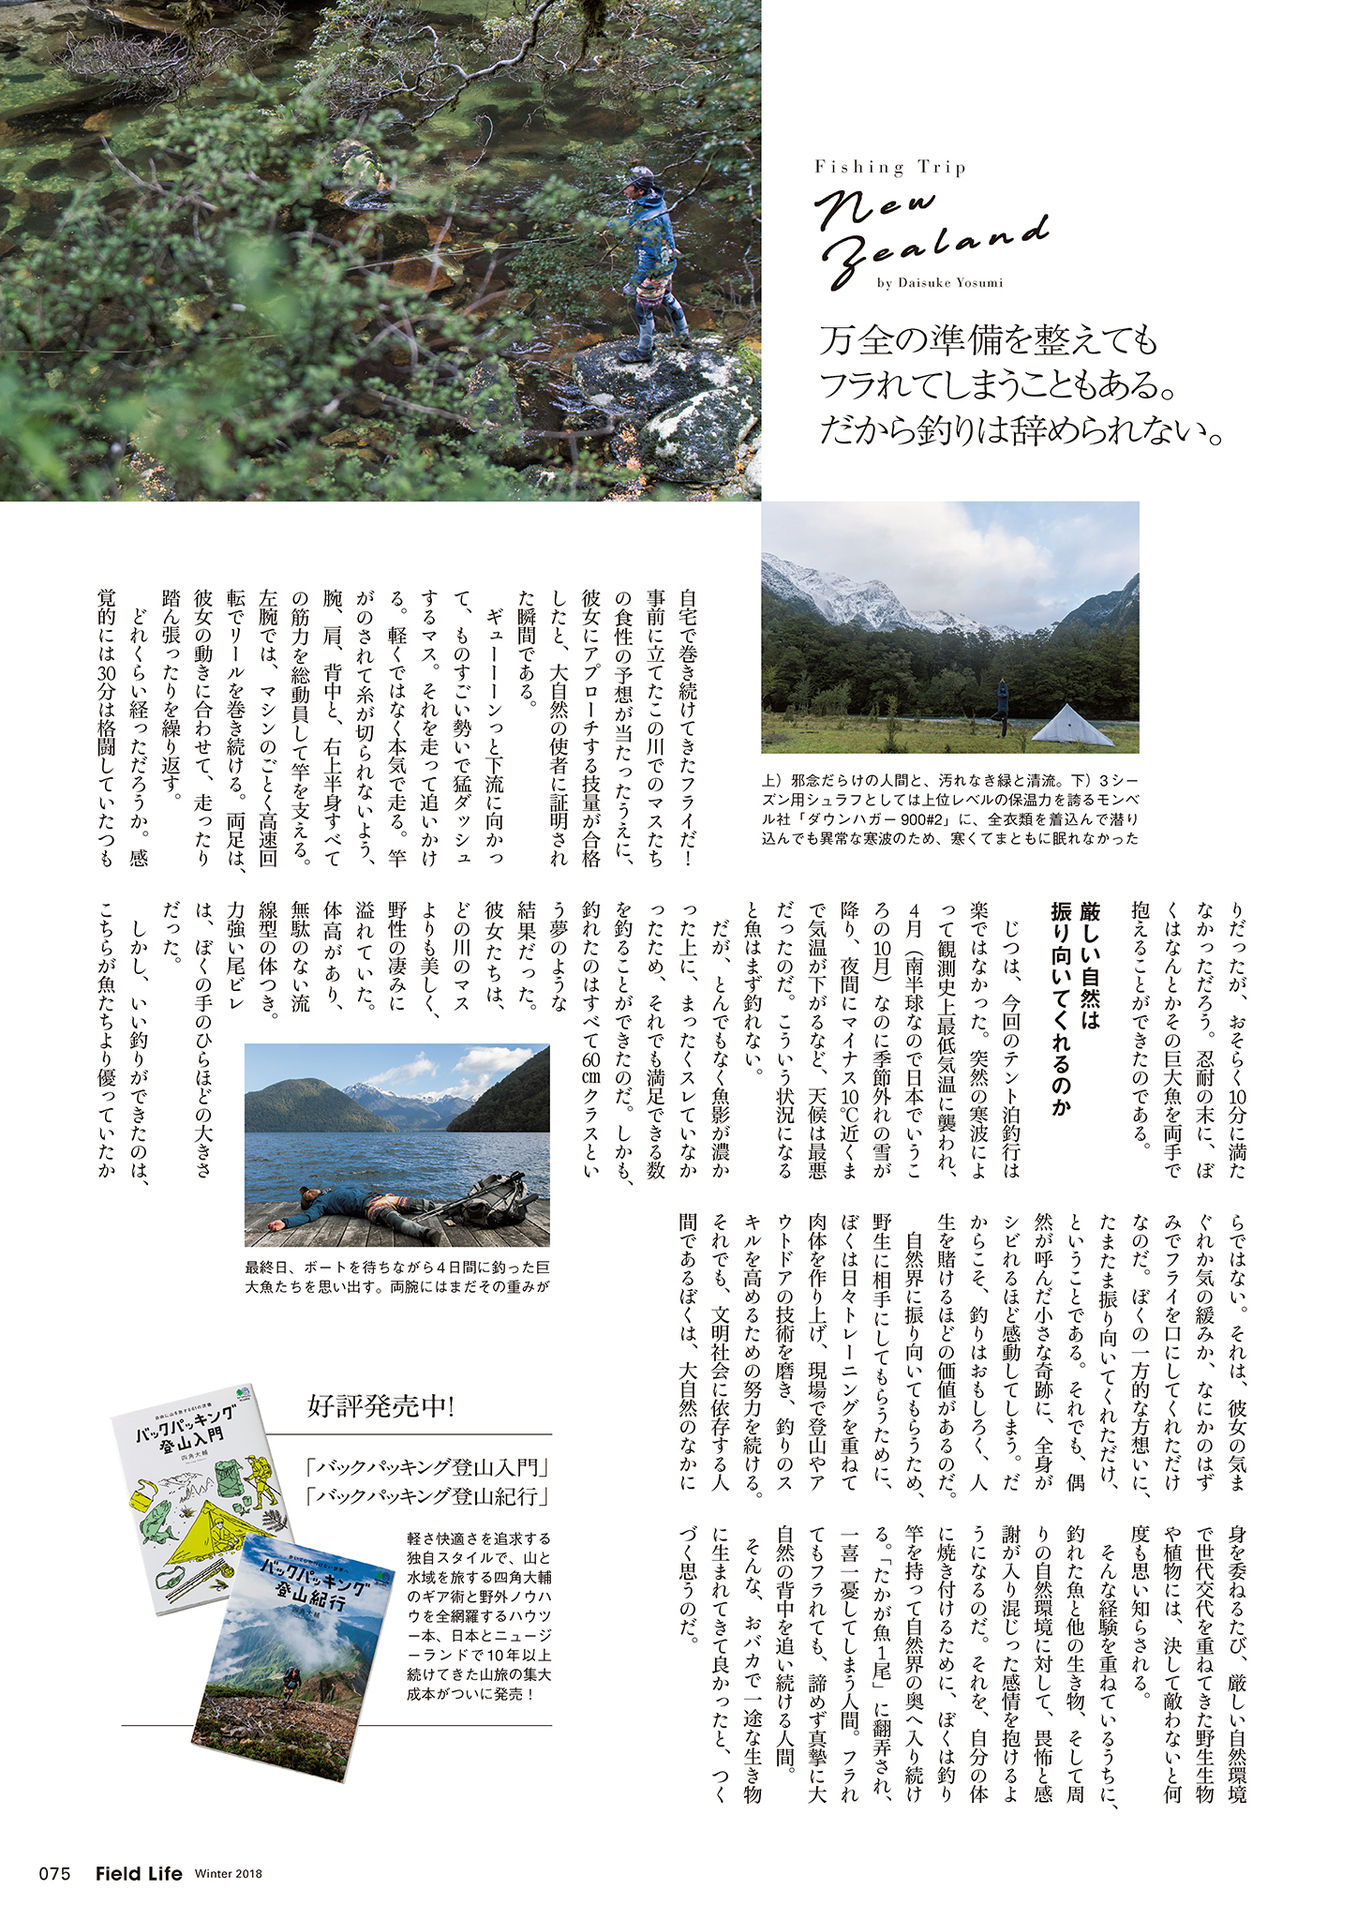 Fishing Trip
New
Zealand
by Daisuke Yosumi
万全の準備を整えても
フラれてしまうこともある。
だから釣りは辞められない。
上）邪念だらけの人間と、汚れなき緑と清流。下）3シー
ズン用シュラフとしては上位レベルの保温力を誇るモンベ
ル社「ダウンハガー900#2」に、全衣類を着込んで潜り
込んでも異常な寒波のため、寒くてまともに眠れなかった
自宅で巻き続けてきたフライだ！
事前に立てたこの川でのマスたち
の食性の予想が当たったうえに、
彼女にアプローチする技量が合格
したと、大自然の使者に証明され
た瞬間である。
ギューーーンっと下流に向かっ
て、ものすごい勢いで猛ダッシュ
するマス。それを走って追いかけ
る。軽くではなく本気で走る。竿
がのされて糸が切られないよう、
腕、肩、背中と、右上半身すべて
の筋力を総動員して竿を支える。
左腕では、マシンのごとく高速回
転でリールを巻き続ける。両足は、
彼女の動きに合わせて、走ったり
踏ん張ったりを繰り返す。
どれくらい経っただろうか。感
覚的には30分は格闘していたつも
りだったが、おそらく10分に満た
なかっただろう。忍耐の末に、ぼ
くはなんとかその巨大魚を両手で
抱えることができたのである。
厳しい自然は
振り向いてくれるのか
じつは、今回のテント泊釣行は
楽ではなかった。突然の寒波によ
って観測史上最低気温に襲われ、
4月（南半球なので日本でいうこ
ろの10月）なのに季節外れの雪が
降り、夜間にマイナス10℃近くま
で気温が下がるなど、天候は最悪
だったのだ。こういう状況になる
と魚はまず釣れない。
だが、とんでもなく魚影が濃か
った上に、まったくスレていなか
ったため、それでも満足できる数
を釣ることができたのだ。しかも、
釣れたのはすべて60cmクラスとい
う夢のような
結果だった。
彼女たちは、
どの川のマス
よりも美しく、
野性の凄みに
溢れていた。
体高があり、
無駄のない流
線型の体つき。
力強い尾ビレ
は、ぼくの手のひらほどの大きさ
だった。
しかし、いい釣りができたのは、
こちらが魚たちより優っていたか
最終日、ボートを待ちながら4日間に釣った巨
大魚たちを思い出す。両腕にはまだその重みが
らではない。それは、彼女の気ま
ぐれか気の緩みか、なにかのはず
みでフライを口にしてくれただけ
なのだ。ぼくの一方的な方想いに、
たまたま振り向いてくれただけ、
ということである。それでも、偶
然が呼んだ小さな奇跡に、全身が
シビれるほど感動してしまう。だ
からこそ、釣りはおもしろく、人
生を賭けるほどの価値があるのだ。
自然界に振り向いてもらうため、
野生に相手にしてもらうために、
ぼくは日々トレーニングを重ねて
肉体を作り上げ、現場で登山やア
ウトドアの技術を磨き、釣りのス
キルを高めるための努力を続ける。
それでも、文明社会に依存する人
間であるぼくは、大自然のなかに
身を委ねるたび、厳しい自然環境
で世代交代を重ねてきた野生生物
や植物には、決して敵わないと何
度も思い知らされる。
そんな経験を重ねているうちに、
釣れた魚と他の生き物、そして周
りの自然環境に対して、畏怖と感
謝が入り混じった感情を抱けるよ
うになるのだ。それを、自分の体
に焼き付けるために、ぼくは釣り
竿を持って自然界の奥へ入り続け
る。「たかが魚1尾」に翻弄され、
一喜一憂してしまう人間。フラれ
てもフラれても、諦めず真摯に大
自然の背中を追い続ける人間。
そんな、おバカで一途な生き物
に生まれてきて良かったと、つく
づく思うのだ。
好評発売中！
「バックパッキング登山入門」
「バックパッキング登山紀行」
軽さ快適さを追求する
独自スタイルで、山と
水域を旅する四角大輔
のギア術と野外ノウハ
ウを全網羅するハウツ
ー本、日本とニュージ
ーランドで10年以上
続けてきた山旅の集大
成本がついに発売！
バックパッキング
登山入門
四角大輔
バックパッキング
登山紀行
四角大輔
075 Field Life Winter 2018